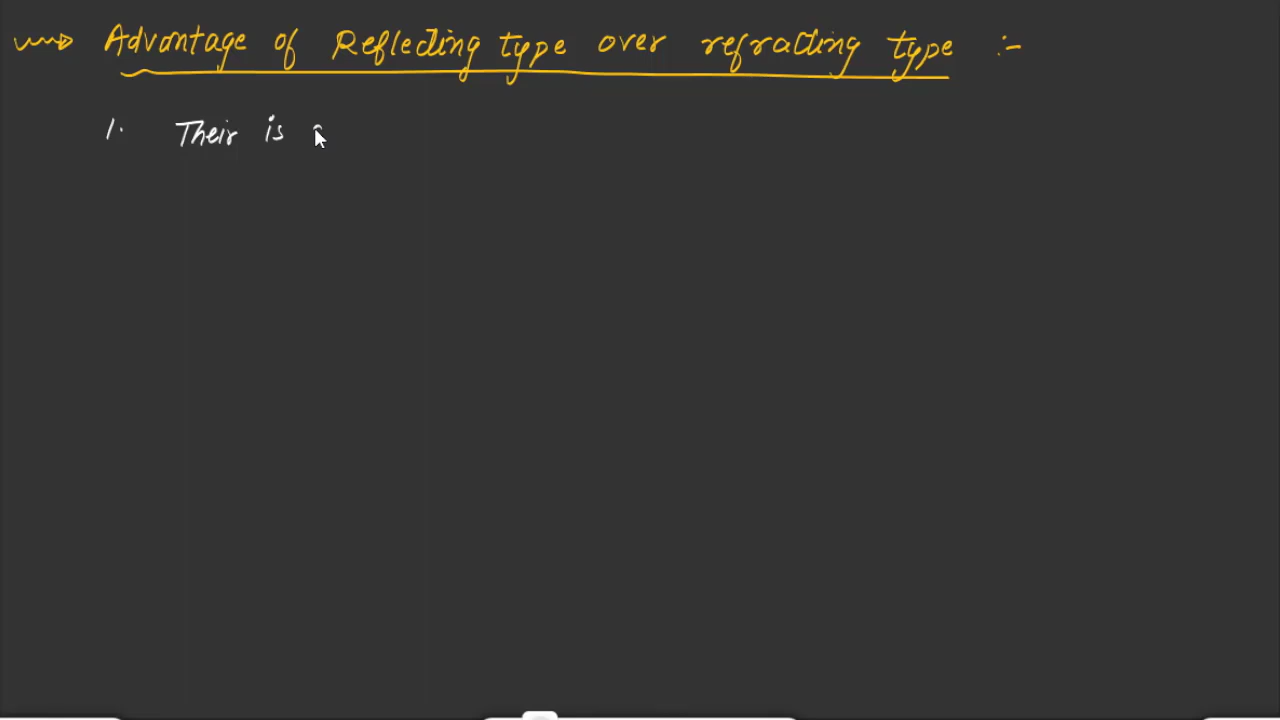 Advantage of Reflecting type over refracting type :-
1. Their is